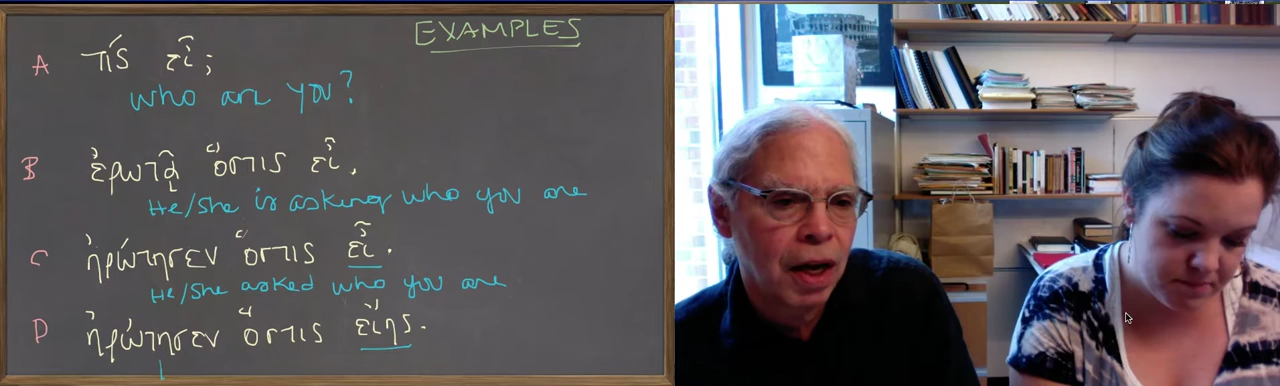 EXAMPLES
A τίς εἶ;
who are you?
B ἐρωτᾷ ὅστις εἶ.
He/she is asking who you are
C ἠρώτησεν ὅστις εἶ.
He/she asked who you are
D ἠρώτησεν ὅστις εἴης.